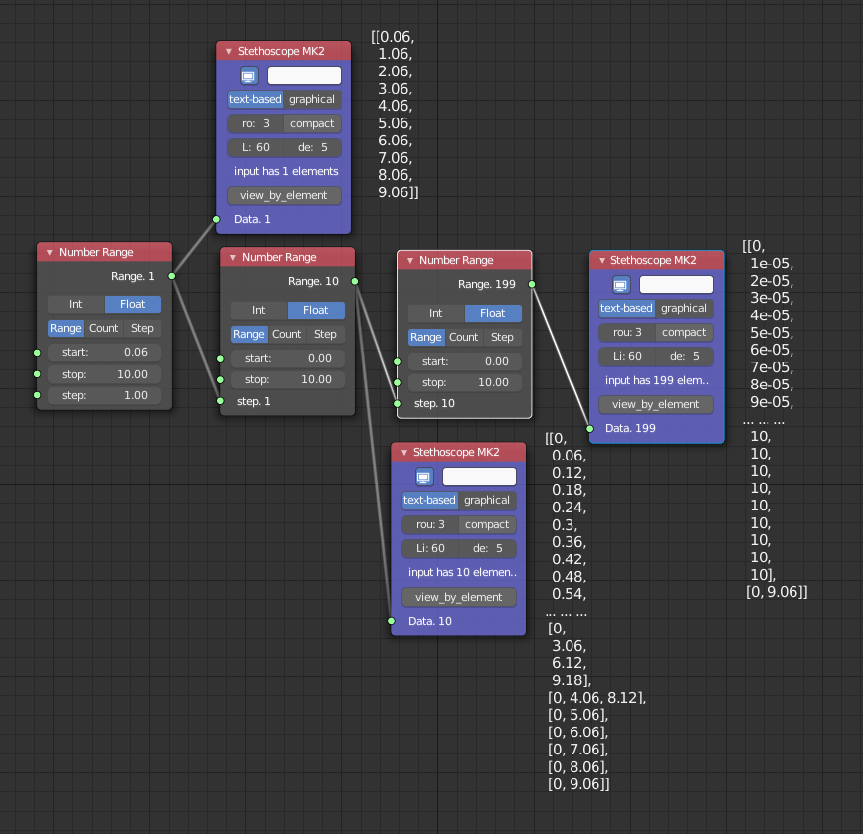 Stethoscope MK2
text-based graphical
ro: 3 compact
L: 60 de: 5
input has 1 elements
view_by_element
Data. 1
[[0.06,
1.06,
2.06,
3.06,
4.06,
5.06,
6.06,
7.06,
8.06,
9.06]]
Number Range
Range. 1
Int Float
Range Count Step
start: 0.06
stop: 10.00
step: 1.00
Number Range
Range. 10
Int Float
Range Count Step
start: 0.00
stop: 10.00
step. 1
Number Range
Range. 199
Int Float
Range Count Step
start: 0.00
stop: 10.00
step. 10
Stethoscope MK2
text-based graphical
rou: 3 compact
Li: 60 de: 5
input has 199 elem..
view_by_element
Data. 199
[[0,
1e-05,
2e-05,
3e-05,
4e-05,
5e-05,
6e-05,
7e-05,
8e-05,
9e-05,
... ... ...
10,
10,
10,
10,
10,
10,
10,
10,
10],
[0, 9.06]]
Stethoscope MK2
text-based graphical
rou: 3 compact
Li: 60 de: 5
input has 10 elemen..
view_by_element
Data. 10
[[0,
0.06,
0.12,
0.18,
0.24,
0.3,
0.36,
0.42,
0.48,
0.54,
... ... ...
[0,
3.06,
6.12,
9.18],
[0, 4.06, 8.12],
[0, 5.06],
[0, 6.06],
[0, 7.06],
[0, 8.06],
[0, 9.06]]